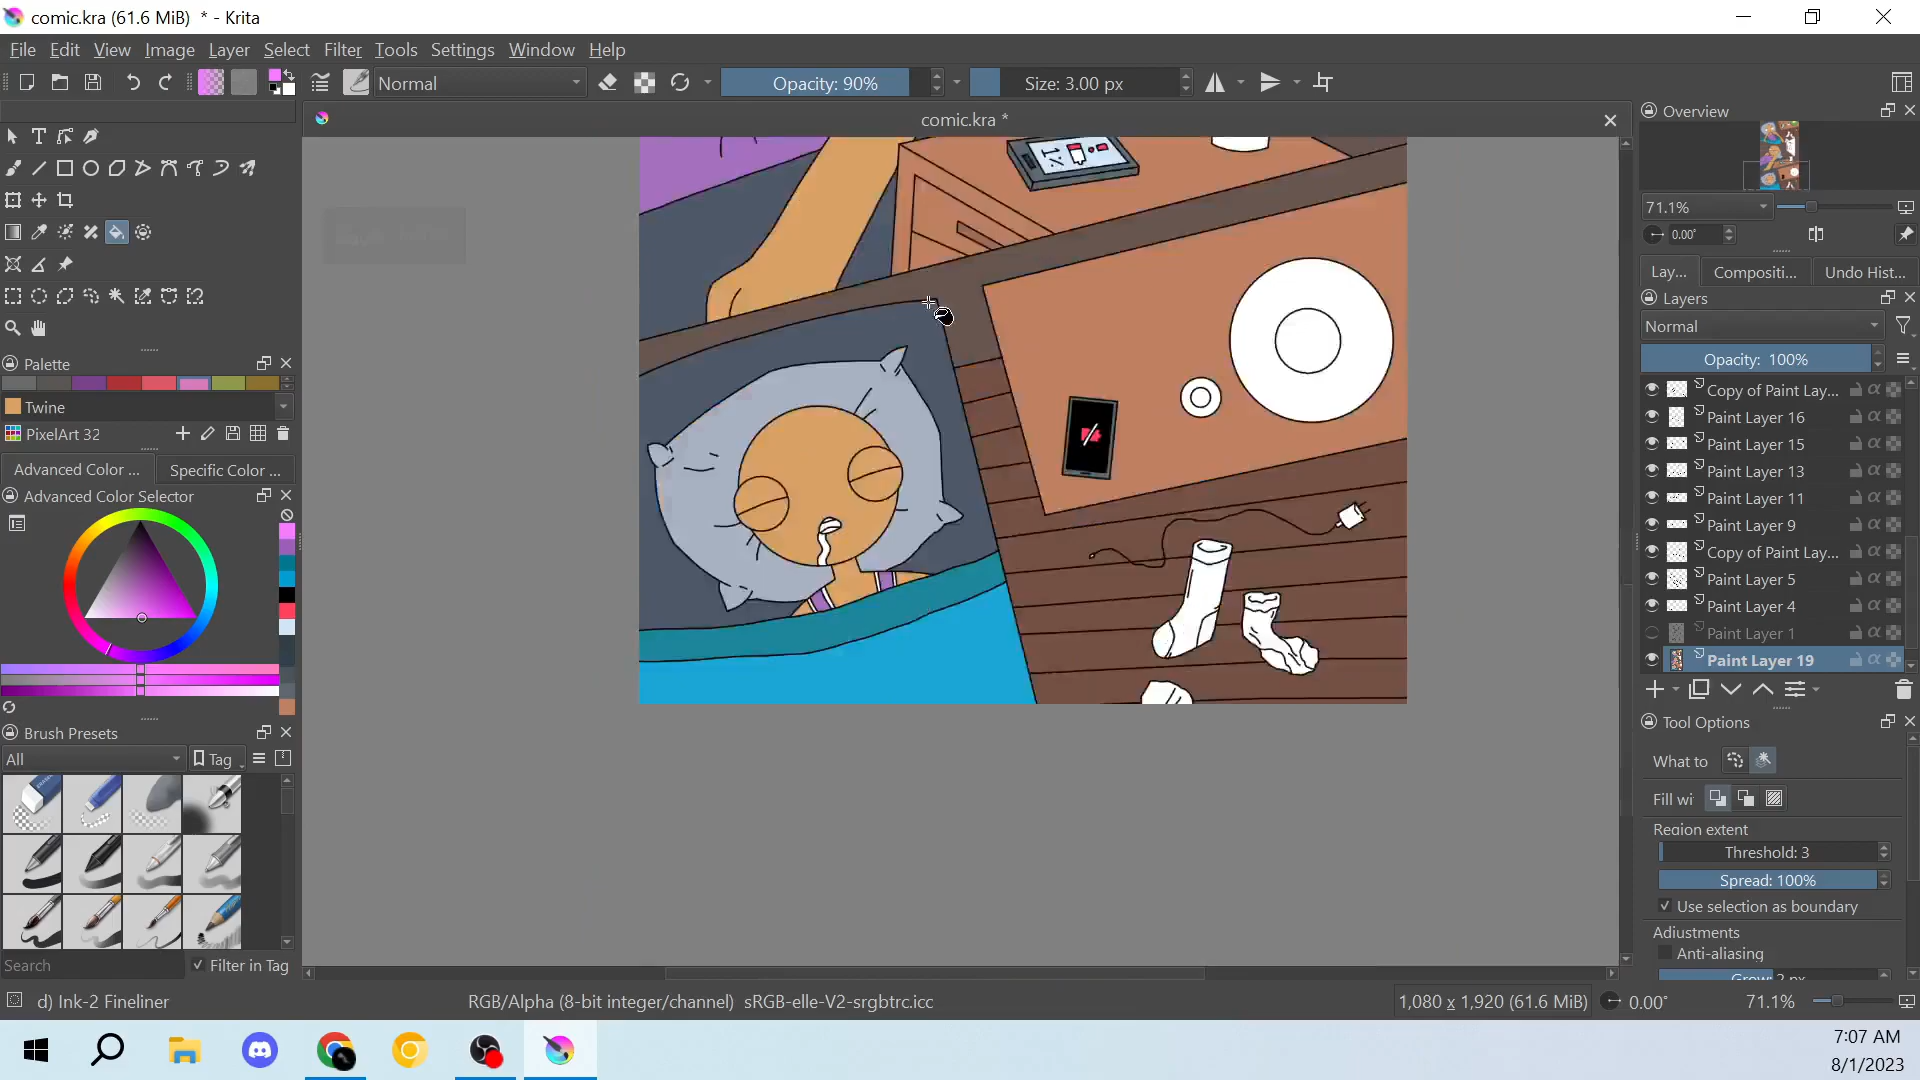 comic.kra (61.6 MiB) * - Krita
File Edit View Image Layer Select Filter Tools Settings Window Help
Normal
Opacity: 90%
Size: 3.00 px
comic.kra *
Overview
71.1%
0.00°
Lay... Compositi... Undo Hist...
Layers
Normal
Opacity: 100%
Copy of Paint Lay...
Paint Layer 16
Paint Layer 15
Paint Layer 13
Paint Layer 11
Paint Layer 9
Copy of Paint Lay...
Paint Layer 5
Paint Layer 4
Paint Layer 1
Paint Layer 19
Tool Options
What to
Fill wi
Region extent
Threshold: 3
Spread: 100%
Use selection as boundary
Adjustments
Anti-aliasing
Grow: 2 px
Palette
Twine
PixelArt 32
Advanced Color ... Specific Color ...
Advanced Color Selector
Brush Presets
All
Tag
Search
Filter in Tag
d) Ink-2 Fineliner
RGB/Alpha (8-bit integer/channel) sRGB-elle-V2-srgbtrc.icc
1,080 x 1,920 (61.6 MiB)
0.00°
71.1%
7:07 AM
8/1/2023